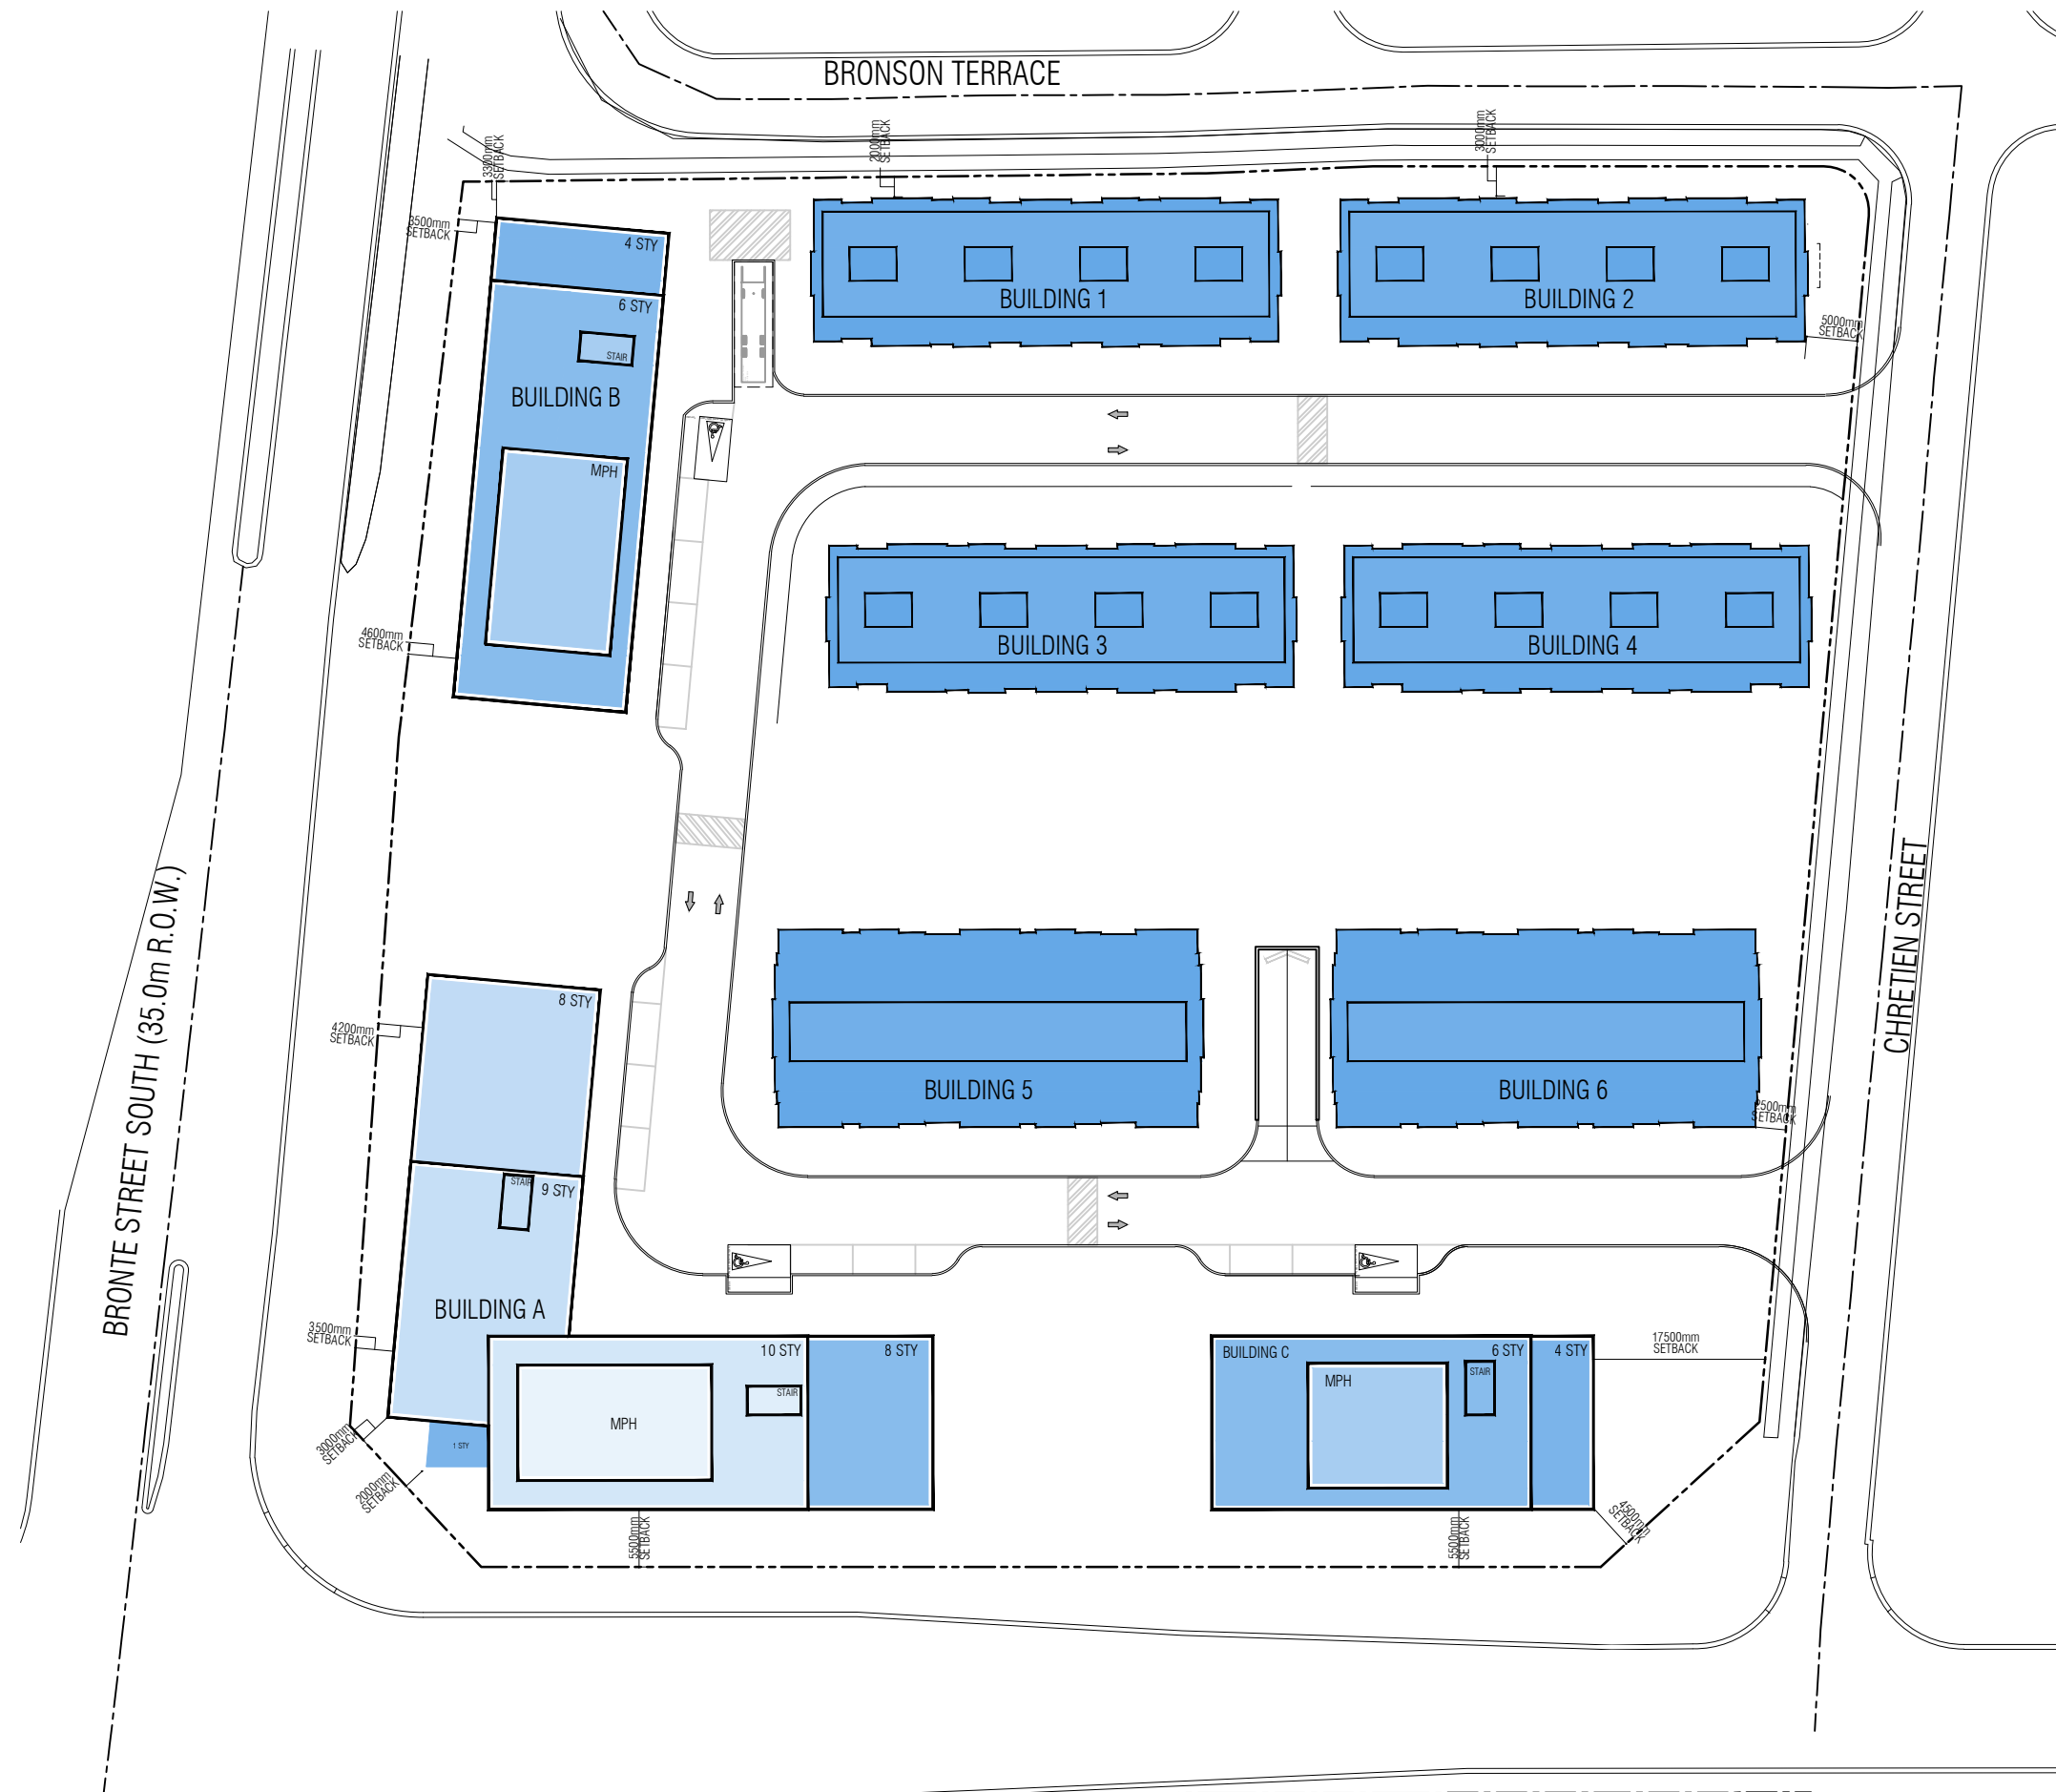 BRONSON TERRACE
3300mm
SETBACK
2000mm
SETBACK
3000mm
SETBACK
3500mm
SETBACK
4 STY
6 STY
STAIR
BUILDING B
MPH
BUILDING 1
BUILDING 2
5000mm
SETBACK
4600mm
SETBACK
BUILDING 3
BUILDING 4
BRONTE STREET SOUTH (35.0m R.O.W.)
CHRETIEN STREET
4200mm
SETBACK
8 STY
STAIR
9 STY
BUILDING A
BUILDING 5
BUILDING 6
2500mm
SETBACK
3500mm
SETBACK
10 STY
8 STY
STAIR
MPH
1 STY
3000mm
SETBACK
2000mm
SETBACK
5500mm
SETBACK
BUILDING C
6 STY
4 STY
MPH
STAIR
17500mm
SETBACK
4500mm
SETBACK
5500mm
SETBACK